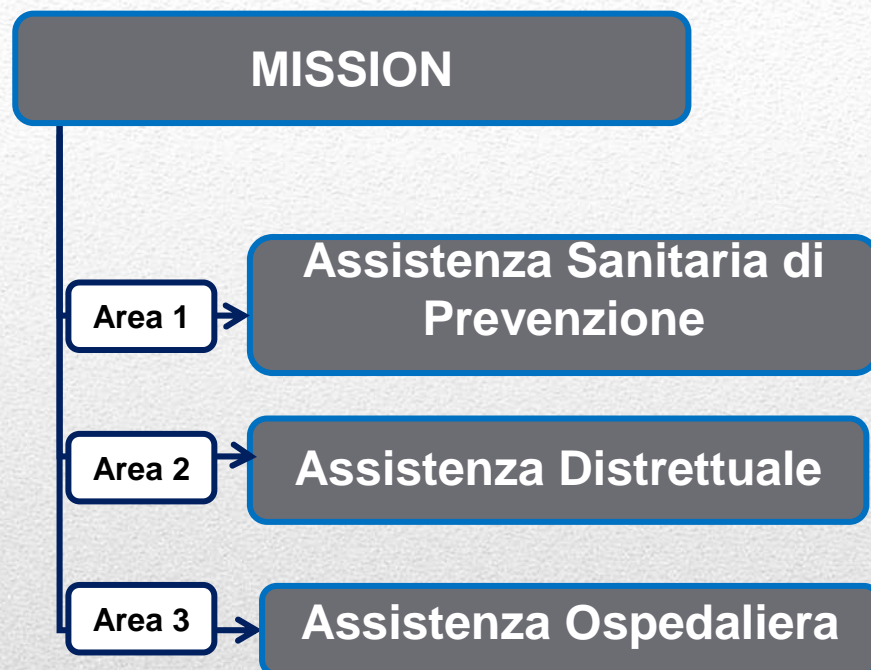 MISSION
Area 1
Assistenza Sanitaria di
Prevenzione
Area 2
Assistenza Distrettuale
Area 3
Assistenza Ospedaliera